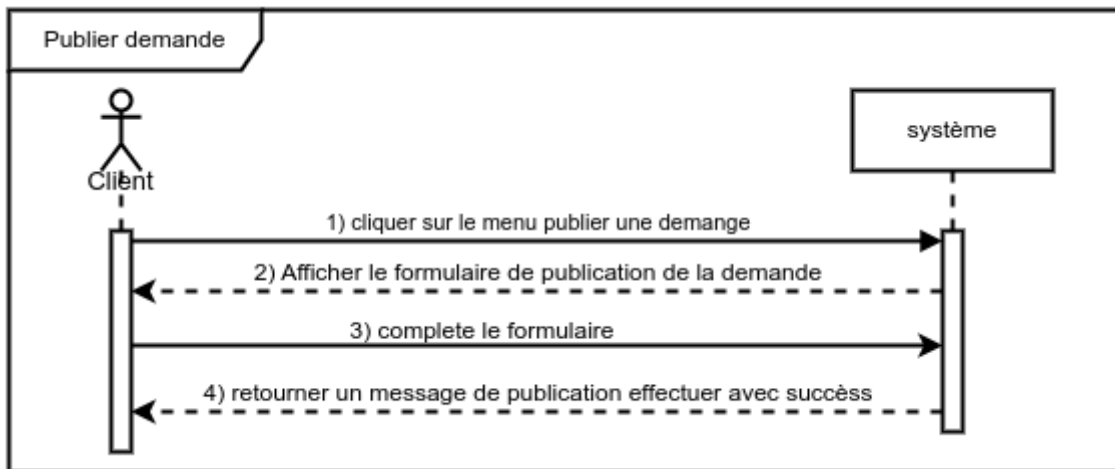 Publier demande
Client
système
1) cliquer sur le menu publier une demange
2) Afficher le formulaire de publication de la demande
3) complete le formulaire
4) retourner un message de publication effectuer avec succèss